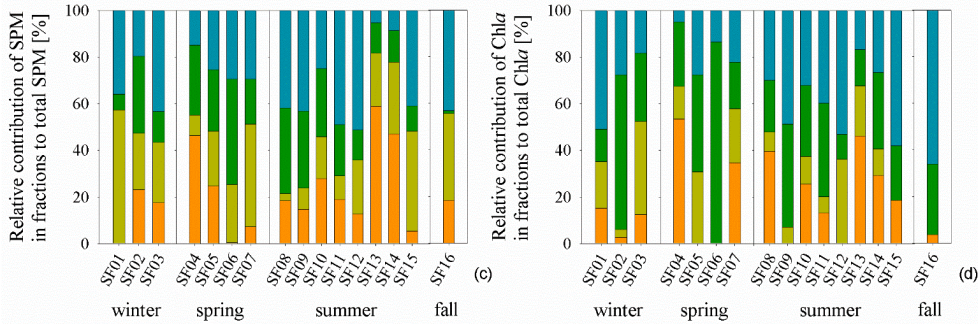 Relative contribution of SPM
in fractions to total SPM [%]
100
80
60
40
20
0
SF01
SF02
SF03
SF04
SF05
SF06
SF07
SF08
SF09
SF10
SF11
SF12
SF13
SF14
SF15
SF16
(c)
winter
spring
summer
fall
Relative contribution of Chla
in fractions to total Chla [%]
100
80
60
40
20
0
SF01
SF02
SF03
SF04
SF05
SF06
SF07
SF08
SF09
SF10
SF11
SF12
SF13
SF14
SF15
SF16
(d)
winter
spring
summer
fall